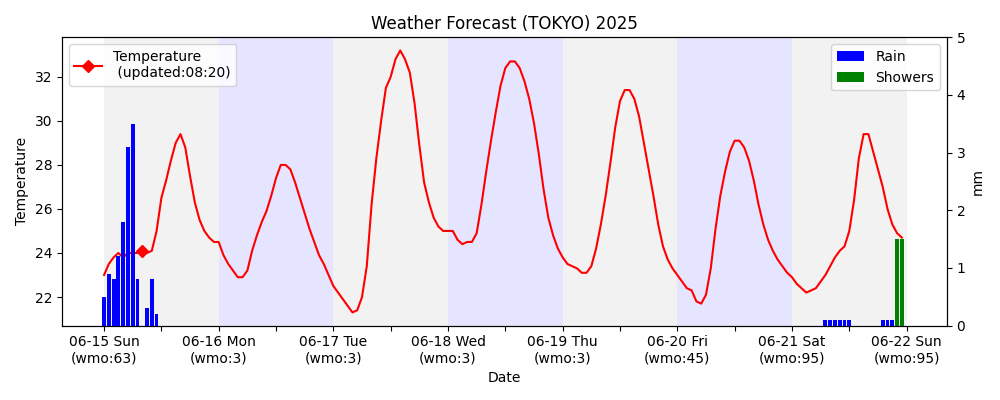 Weather Forecast (TOKYO) 2025
Temperature
(updated:08:20)
Rain
Showers
Temperature
32
30
28
26
24
22
5
4
3
2
1
0
mm
06-15 Sun
(wmo:63)
06-16 Mon
(wmo:3)
06-17 Tue
(wmo:3)
06-18 Wed
(wmo:3)
06-19 Thu
(wmo:3)
06-20 Fri
(wmo:45)
06-21 Sat
(wmo:95)
06-22 Sun
(wmo:95)
Date